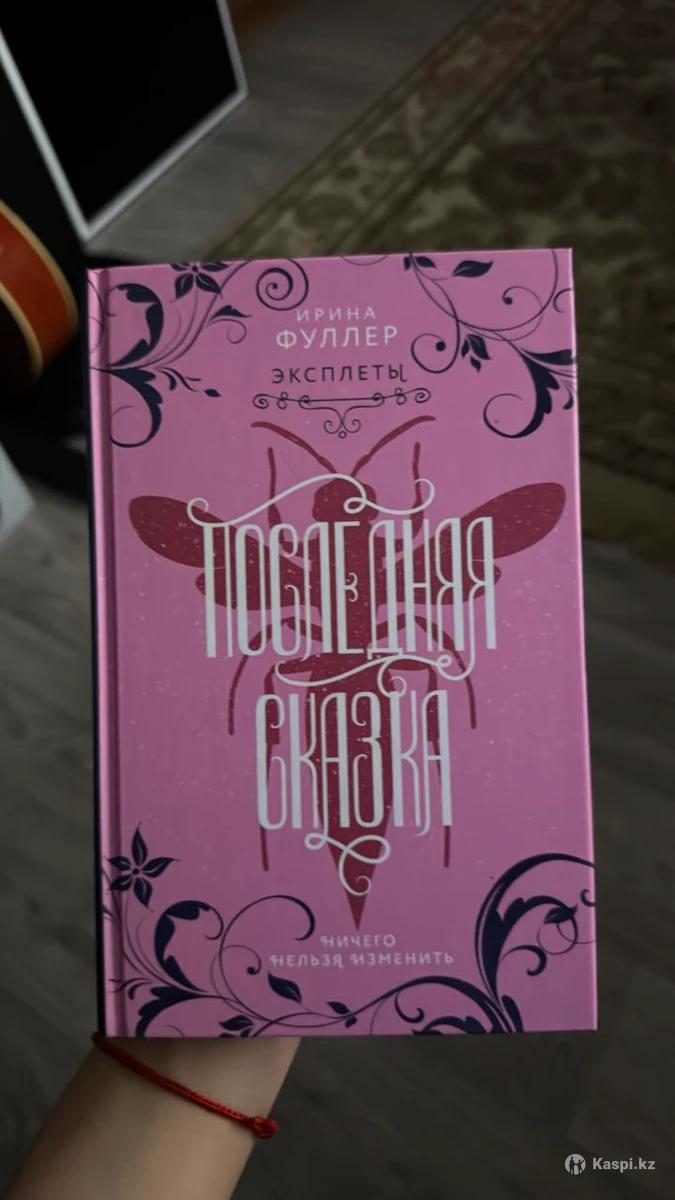 ИРИНА
ФУЛЛЕР
ЭКСПЛЕТЫ
ПОСЛЕДНЯЯ
СКАЗКА
НИЧЕГО
НЕЛЬЗЯ ИЗМЕНИТЬ
Kaspi.kz